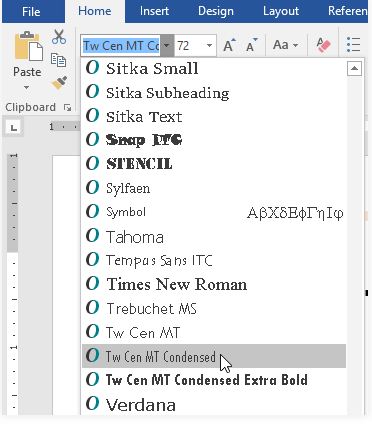 File Home Insert Design Layout Referen
Tw Cen MT Co 72 A A Aa
Paste
Clipboard
Sitka Small
Sitka Subheading
Sitka Text
Snap ITC
STENCIL
Sylfaen
Symbol ΑβΧδΕφΓηΙφ
Tahoma
Tempus Sans ITC
Times New Roman
Trebuchet MS
Tw Cen MT
Tw Cen MT Condensed
Tw Cen MT Condensed Extra Bold
Verdana